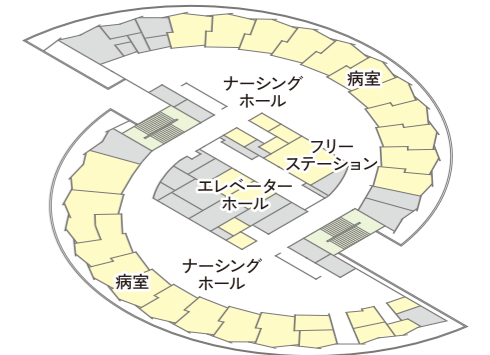 ナーシング
ホール
病室
フリー
ステーション
エレベーター
ホール
ナーシング
ホール
病室